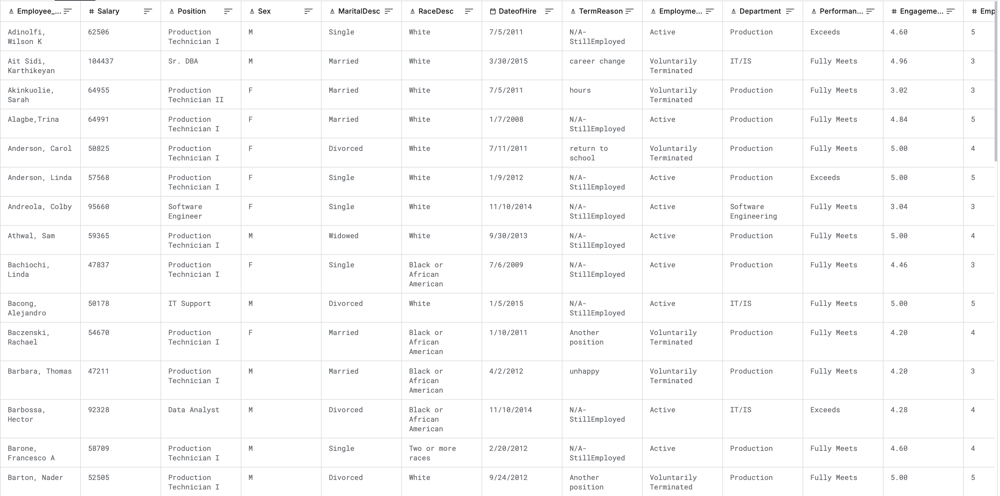 Employee_... Salary Position Sex MaritalDesc RaceDesc DateofHire TermReason Employme... Department Performan... Engageme... Emp
Adinolfi, 62506 Production M Single White 7/5/2011 N/A- Active Production Exceeds 4.60 5
Wilson K Technician I StillEmployed
Ait Sidi, 104437 Sr. DBA M Married White 3/30/2015 career change Voluntarily IT/IS Fully Meets 4.96 3
Karthikeyan Terminated
Akinkuolie, 64955 Production F Married White 7/5/2011 hours Voluntarily Production Fully Meets 3.02 3
Sarah Technician II Terminated
Alagbe,Trina 64991 Production F Married White 1/7/2008 N/A- Active Production Fully Meets 4.84 5
Technician I StillEmployed
Anderson, Carol 50825 Production F Divorced White 7/11/2011 return to Voluntarily Production Fully Meets 5.00 4
Technician I school Terminated
Anderson, Linda 57568 Production F Single White 1/9/2012 N/A- Active Production Exceeds 5.00 5
Technician I StillEmployed
Andreola, Colby 95660 Software F Single White 11/10/2014 N/A- Active Software Fully Meets 3.04 3
Engineer StillEmployed Engineering
Athwal, Sam 59365 Production M Widowed White 9/30/2013 N/A- Active Production Fully Meets 5.00 4
Technician I StillEmployed
Bachiochi, 47837 Production F Single Black or 7/6/2009 N/A- Active Production Fully Meets 4.46 3
Linda Technician I African StillEmployed
American
Bacong, 50178 IT Support M Divorced White 1/5/2015 N/A- Active IT/IS Fully Meets 5.00 5
Alejandro StillEmployed
Baczenski, 54670 Production F Married Black or 1/10/2011 Another Voluntarily Production Fully Meets 4.20 4
Rachael Technician I African position Terminated
American
Barbara, Thomas 47211 Production M Married Black or 4/2/2012 unhappy Voluntarily Production Fully Meets 4.20 3
Technician I African Terminated
American
Barbossa, 92328 Data Analyst M Divorced Black or 11/10/2014 N/A- Active IT/IS Exceeds 4.28 4
Hector African StillEmployed
American
Barone, 58709 Production M Single Two or more 2/20/2012 N/A- Active Production Fully Meets 4.60 4
Francesco A Technician I races StillEmployed
Barton, Nader 52505 Production M Divorced White 9/24/2012 Another Voluntarily Production Fully Meets 5.00 5
Technician I position Terminated